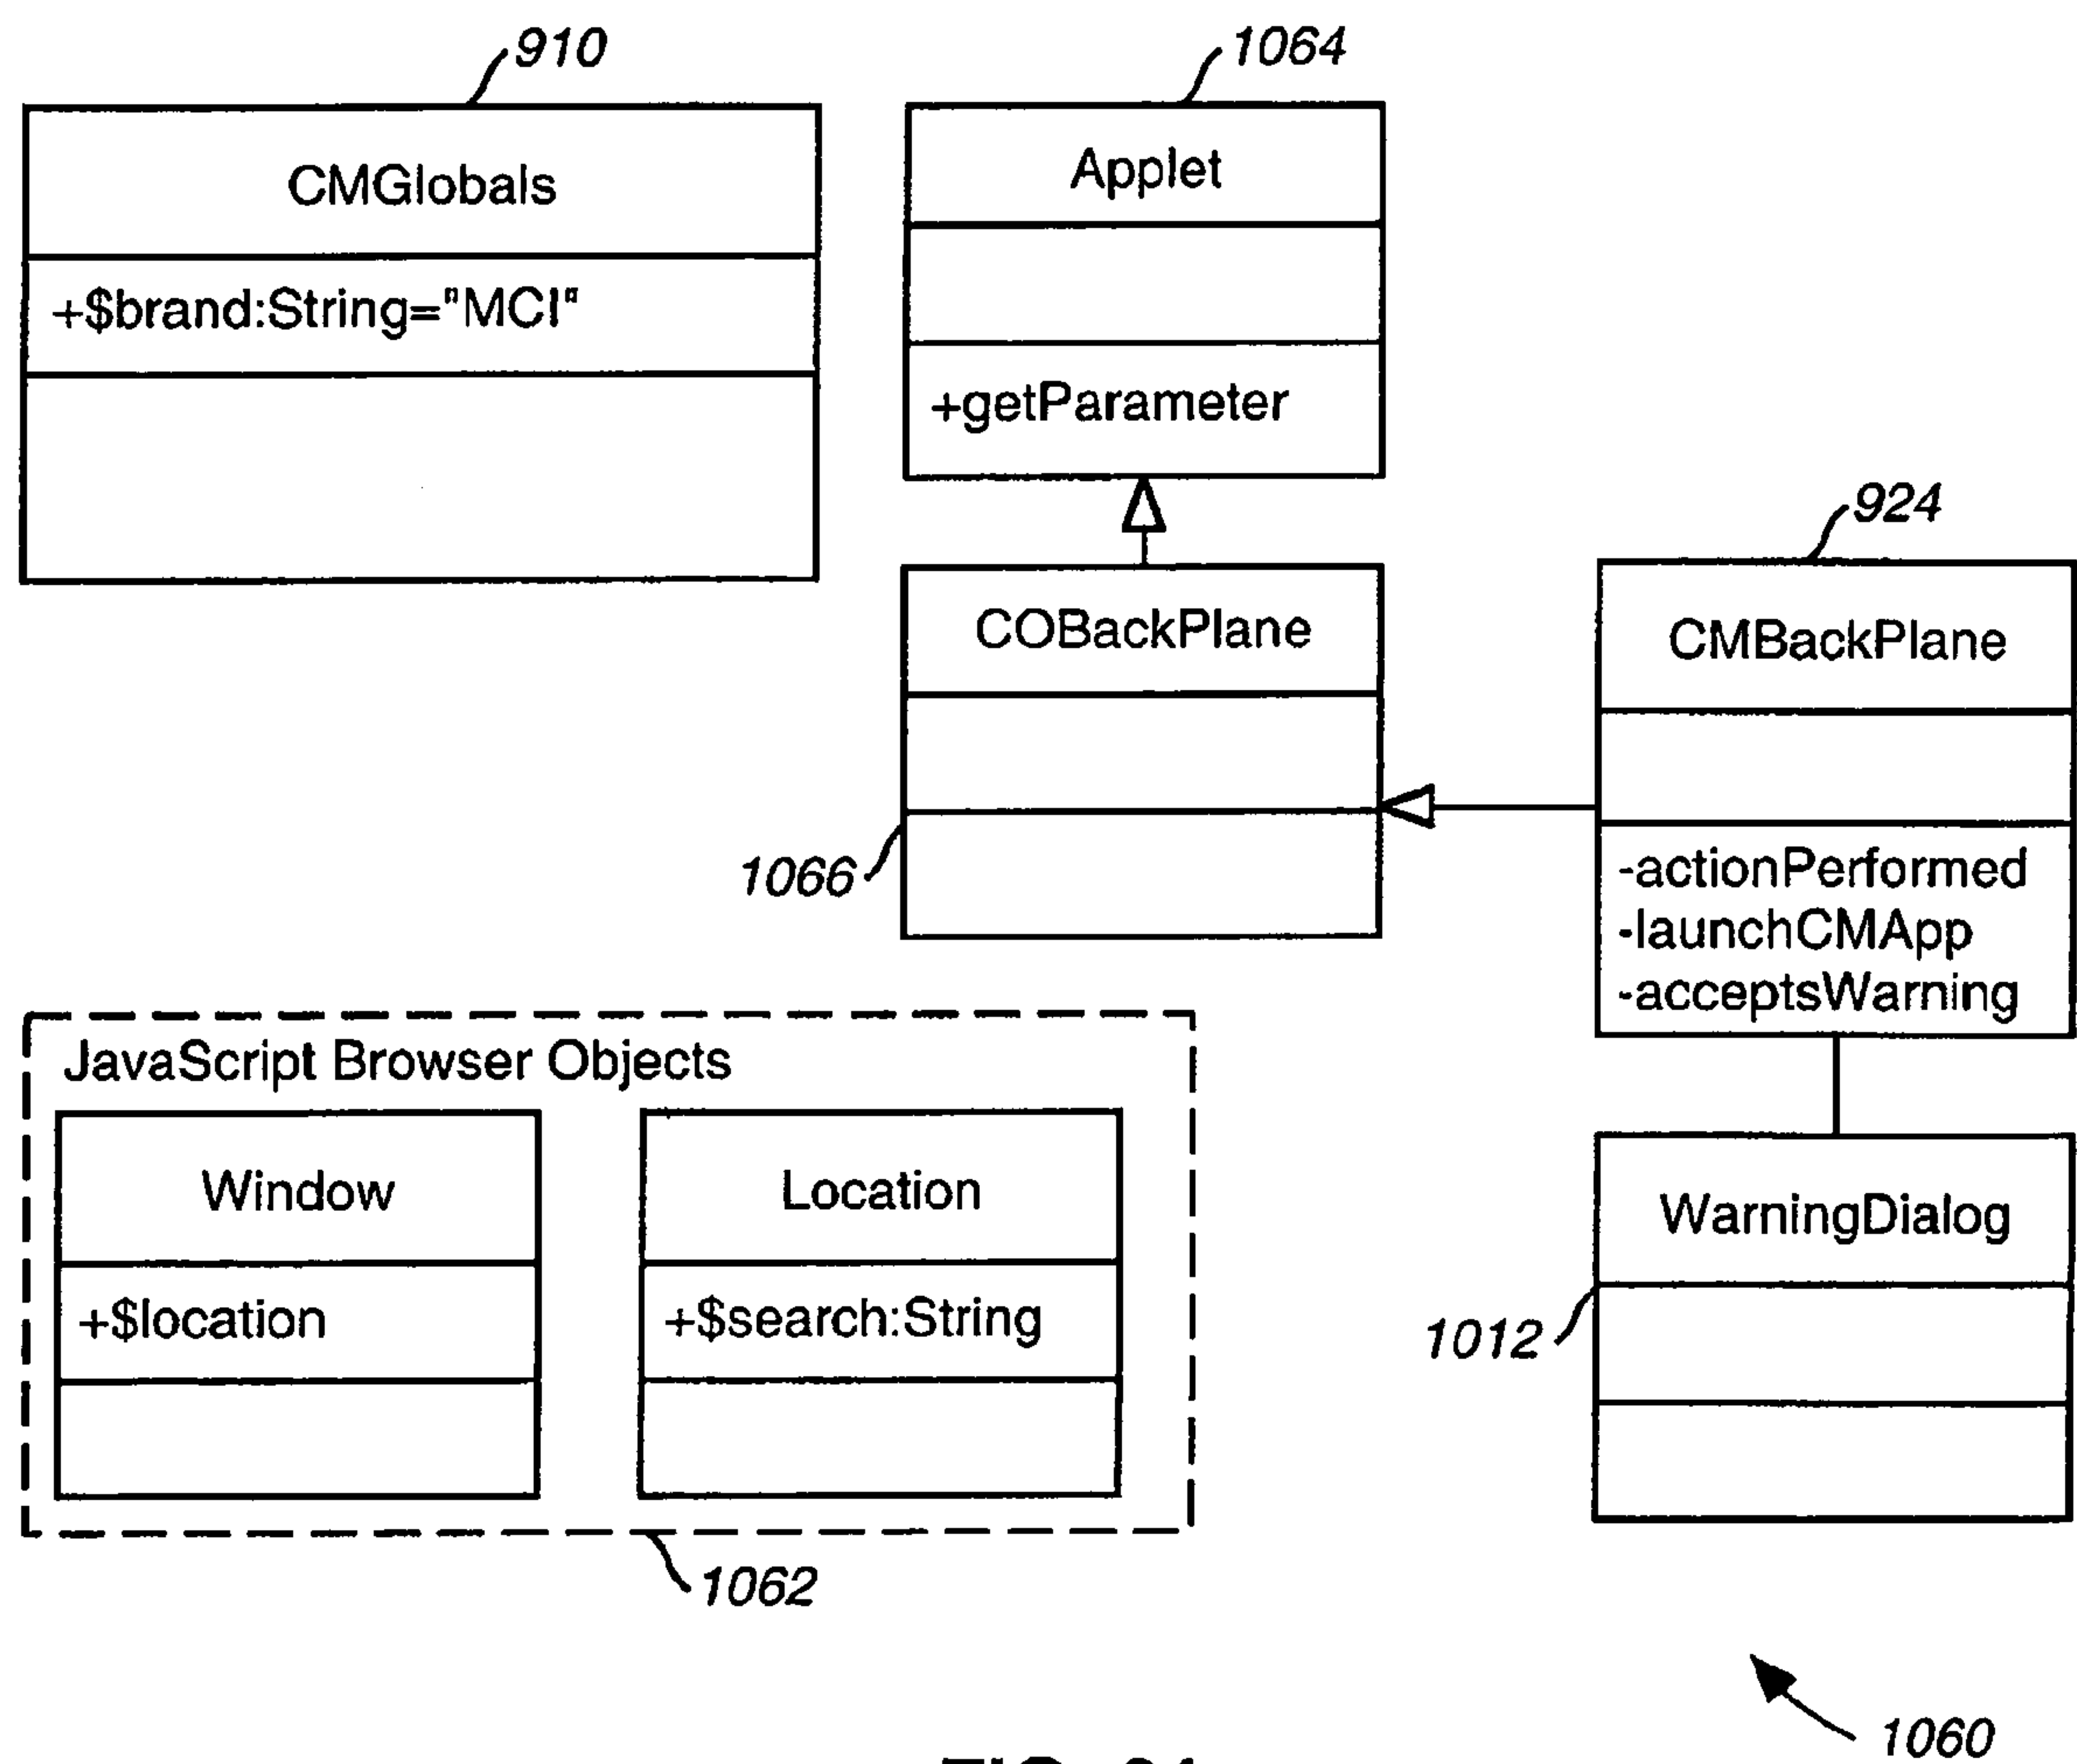 910
CMGlobals
+$brand:String="MCI"
1064
Applet
+getParameter
COBackPlane
1066
924
CMBackPlane
-actionPerformed
-launchCMApp
-acceptsWarning
JavaScript Browser Objects
Window
+$location
Location
+$search:String
1062
WarningDialog
1012
1060